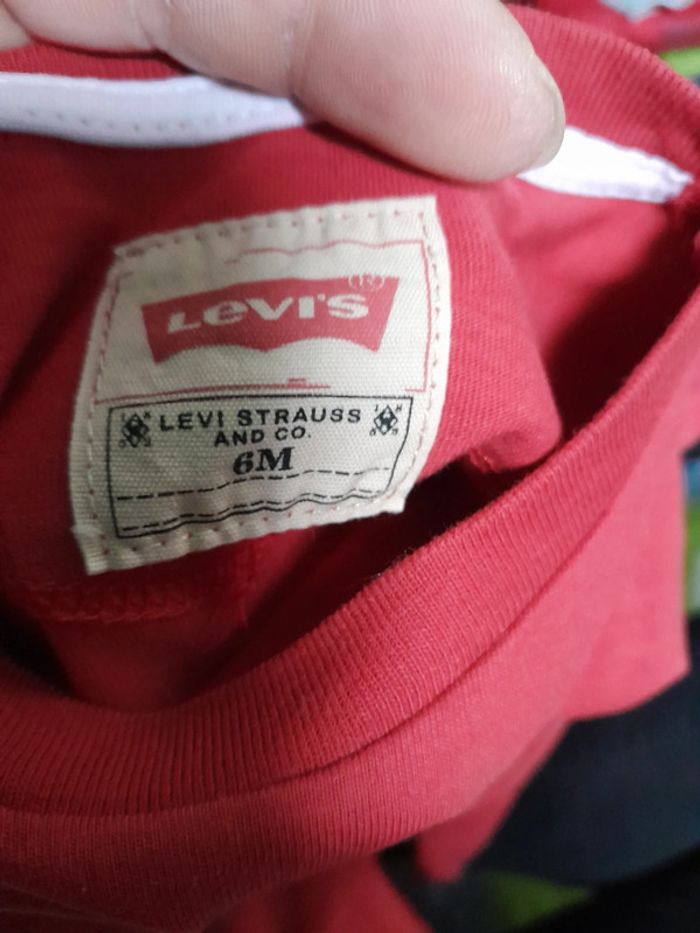 LEVI'S
LEVI STRAUSS
AND CO.
6M